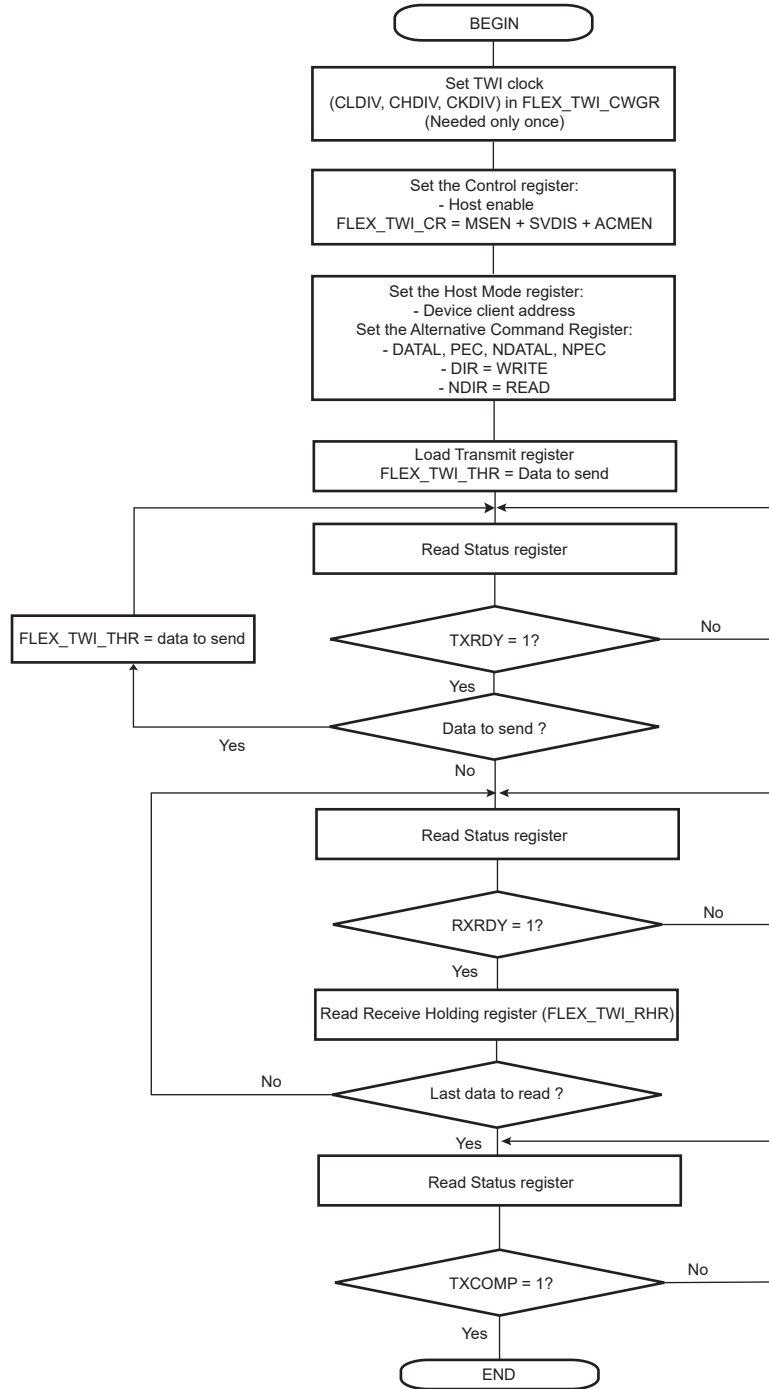 BEGIN
Set TWI clock
(CLDIV, CHDIV, CKDIV) in FLEX_TWI_CWGR
(Needed only once)
Set the Control register:
- Host enable
FLEX_TWI_CR = MSEN + SVDIS + ACMEN
Set the Host Mode register:
- Device client address
Set the Alternative Command Register:
- DATAL, PEC, NDATAL, NPEC
- DIR = WRITE
- NDIR = READ
Load Transmit register
FLEX_TWI_THR = Data to send
Read Status register
FLEX_TWI_THR = data to send
TXRDY = 1?
No
Yes
Data to send ?
Yes
No
Read Status register
RXRDY = 1?
No
Yes
Read Receive Holding register (FLEX_TWI_RHR)
No
Last data to read ?
Yes
Read Status register
TXCOMP = 1?
No
Yes
END